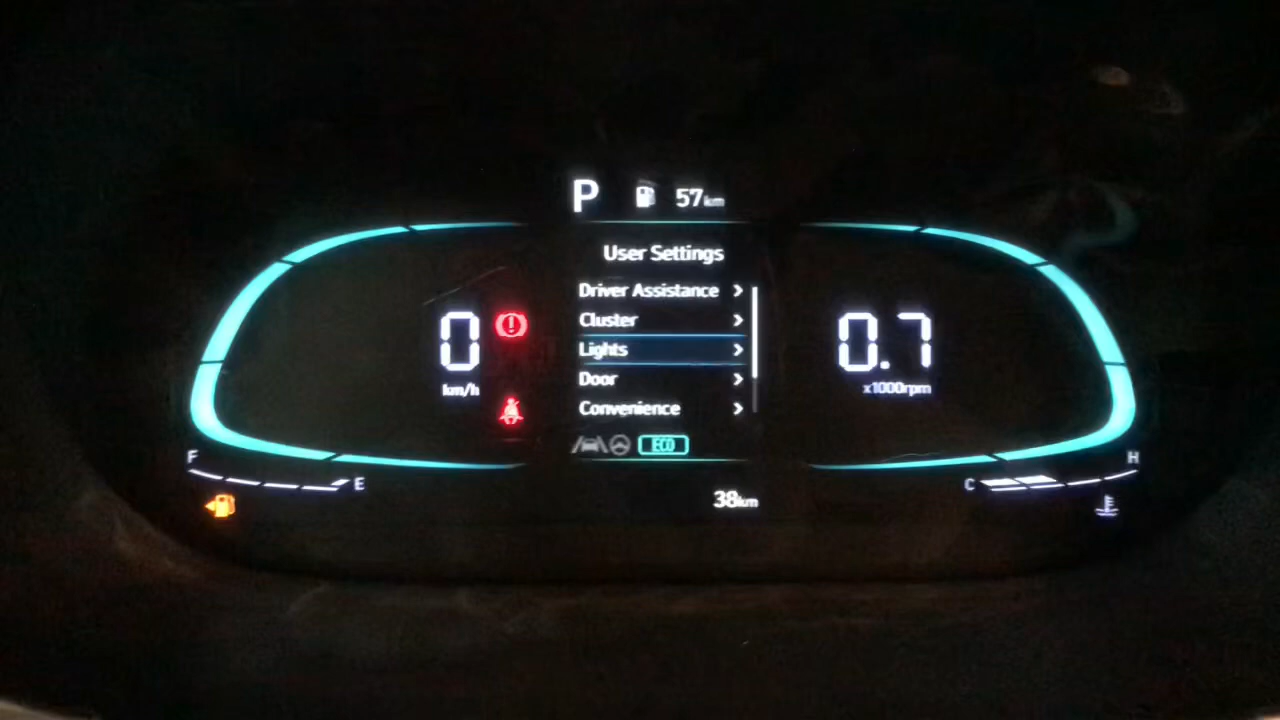 P 57km
User Settings
Driver Assistance
Cluster
Lights
Door
Convenience
ECO
0
km/h
0.7
x1000rpm
F
E
C
H
38km